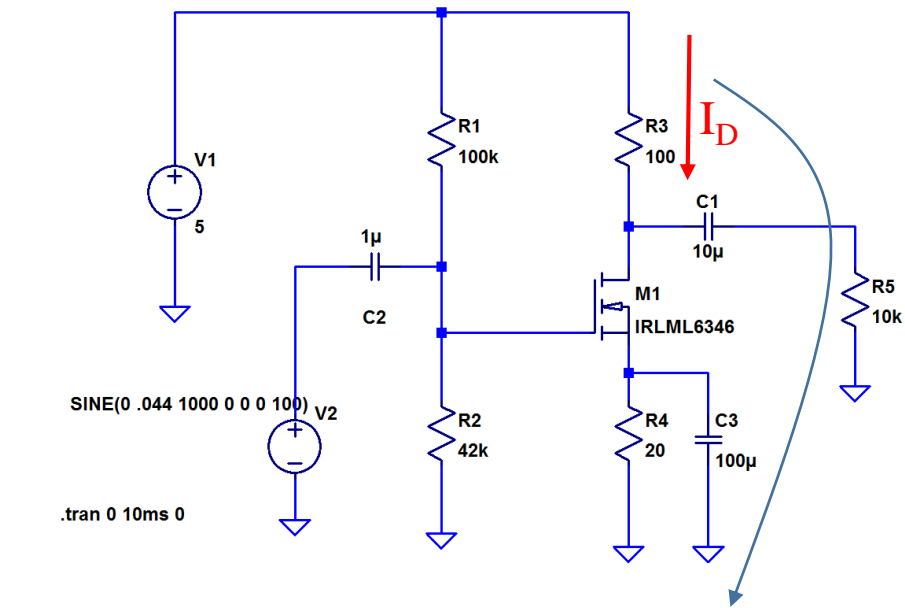 V1
+
−
5
R1
100k
R3
100
I_D
C1
10µ
1µ
C2
M1
IRLML6346
R5
10k
SINE(0 .044 1000 0 0 0 100)
V2
+
−
R2
42k
R4
20
C3
100µ
.tran 0 10ms 0